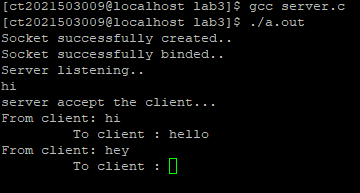 [ct2021503009@localhost lab3]$ gcc server.c
[ct2021503009@localhost lab3]$ ./a.out
Socket successfully created..
Socket successfully binded..
Server listening..
hi
server accept the client...
From client: hi
        To client : hello
From client: hey
        To client :